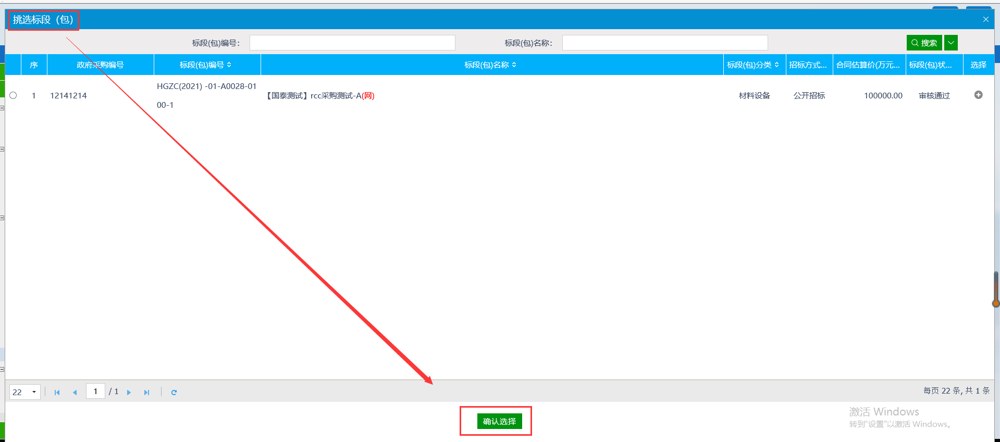 挑选标段（包）
标段(包)编号：
标段(包)名称：
搜索
序 政府采购编号 标段(包)编号 标段(包)名称 标段(包)分类 招标方式... 合同估算价(万元... 标段(包)状... 选择
1 12141214 HGZC(2021) -01-A0028-01 【国泰测试】rcc采购测试-A(网) 材料设备 公开招标 100000.00 审核通过
00-1
22 1 / 1 每页 22 条, 共 1 条
确认选择
激活 Windows
转到"设置"以激活 Windows。